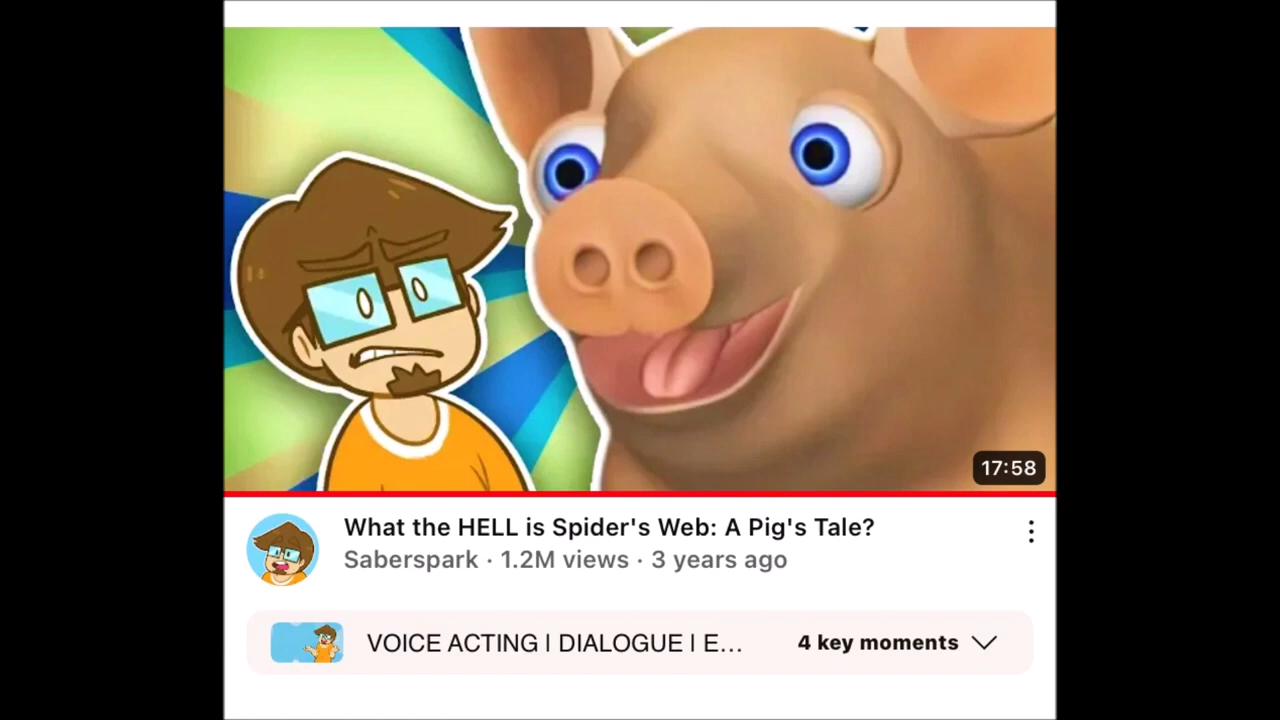 17:58
What the HELL is Spider's Web: A Pig's Tale?
Saberspark · 1.2M views · 3 years ago
VOICE ACTING | DIALOGUE | E... 4 key moments